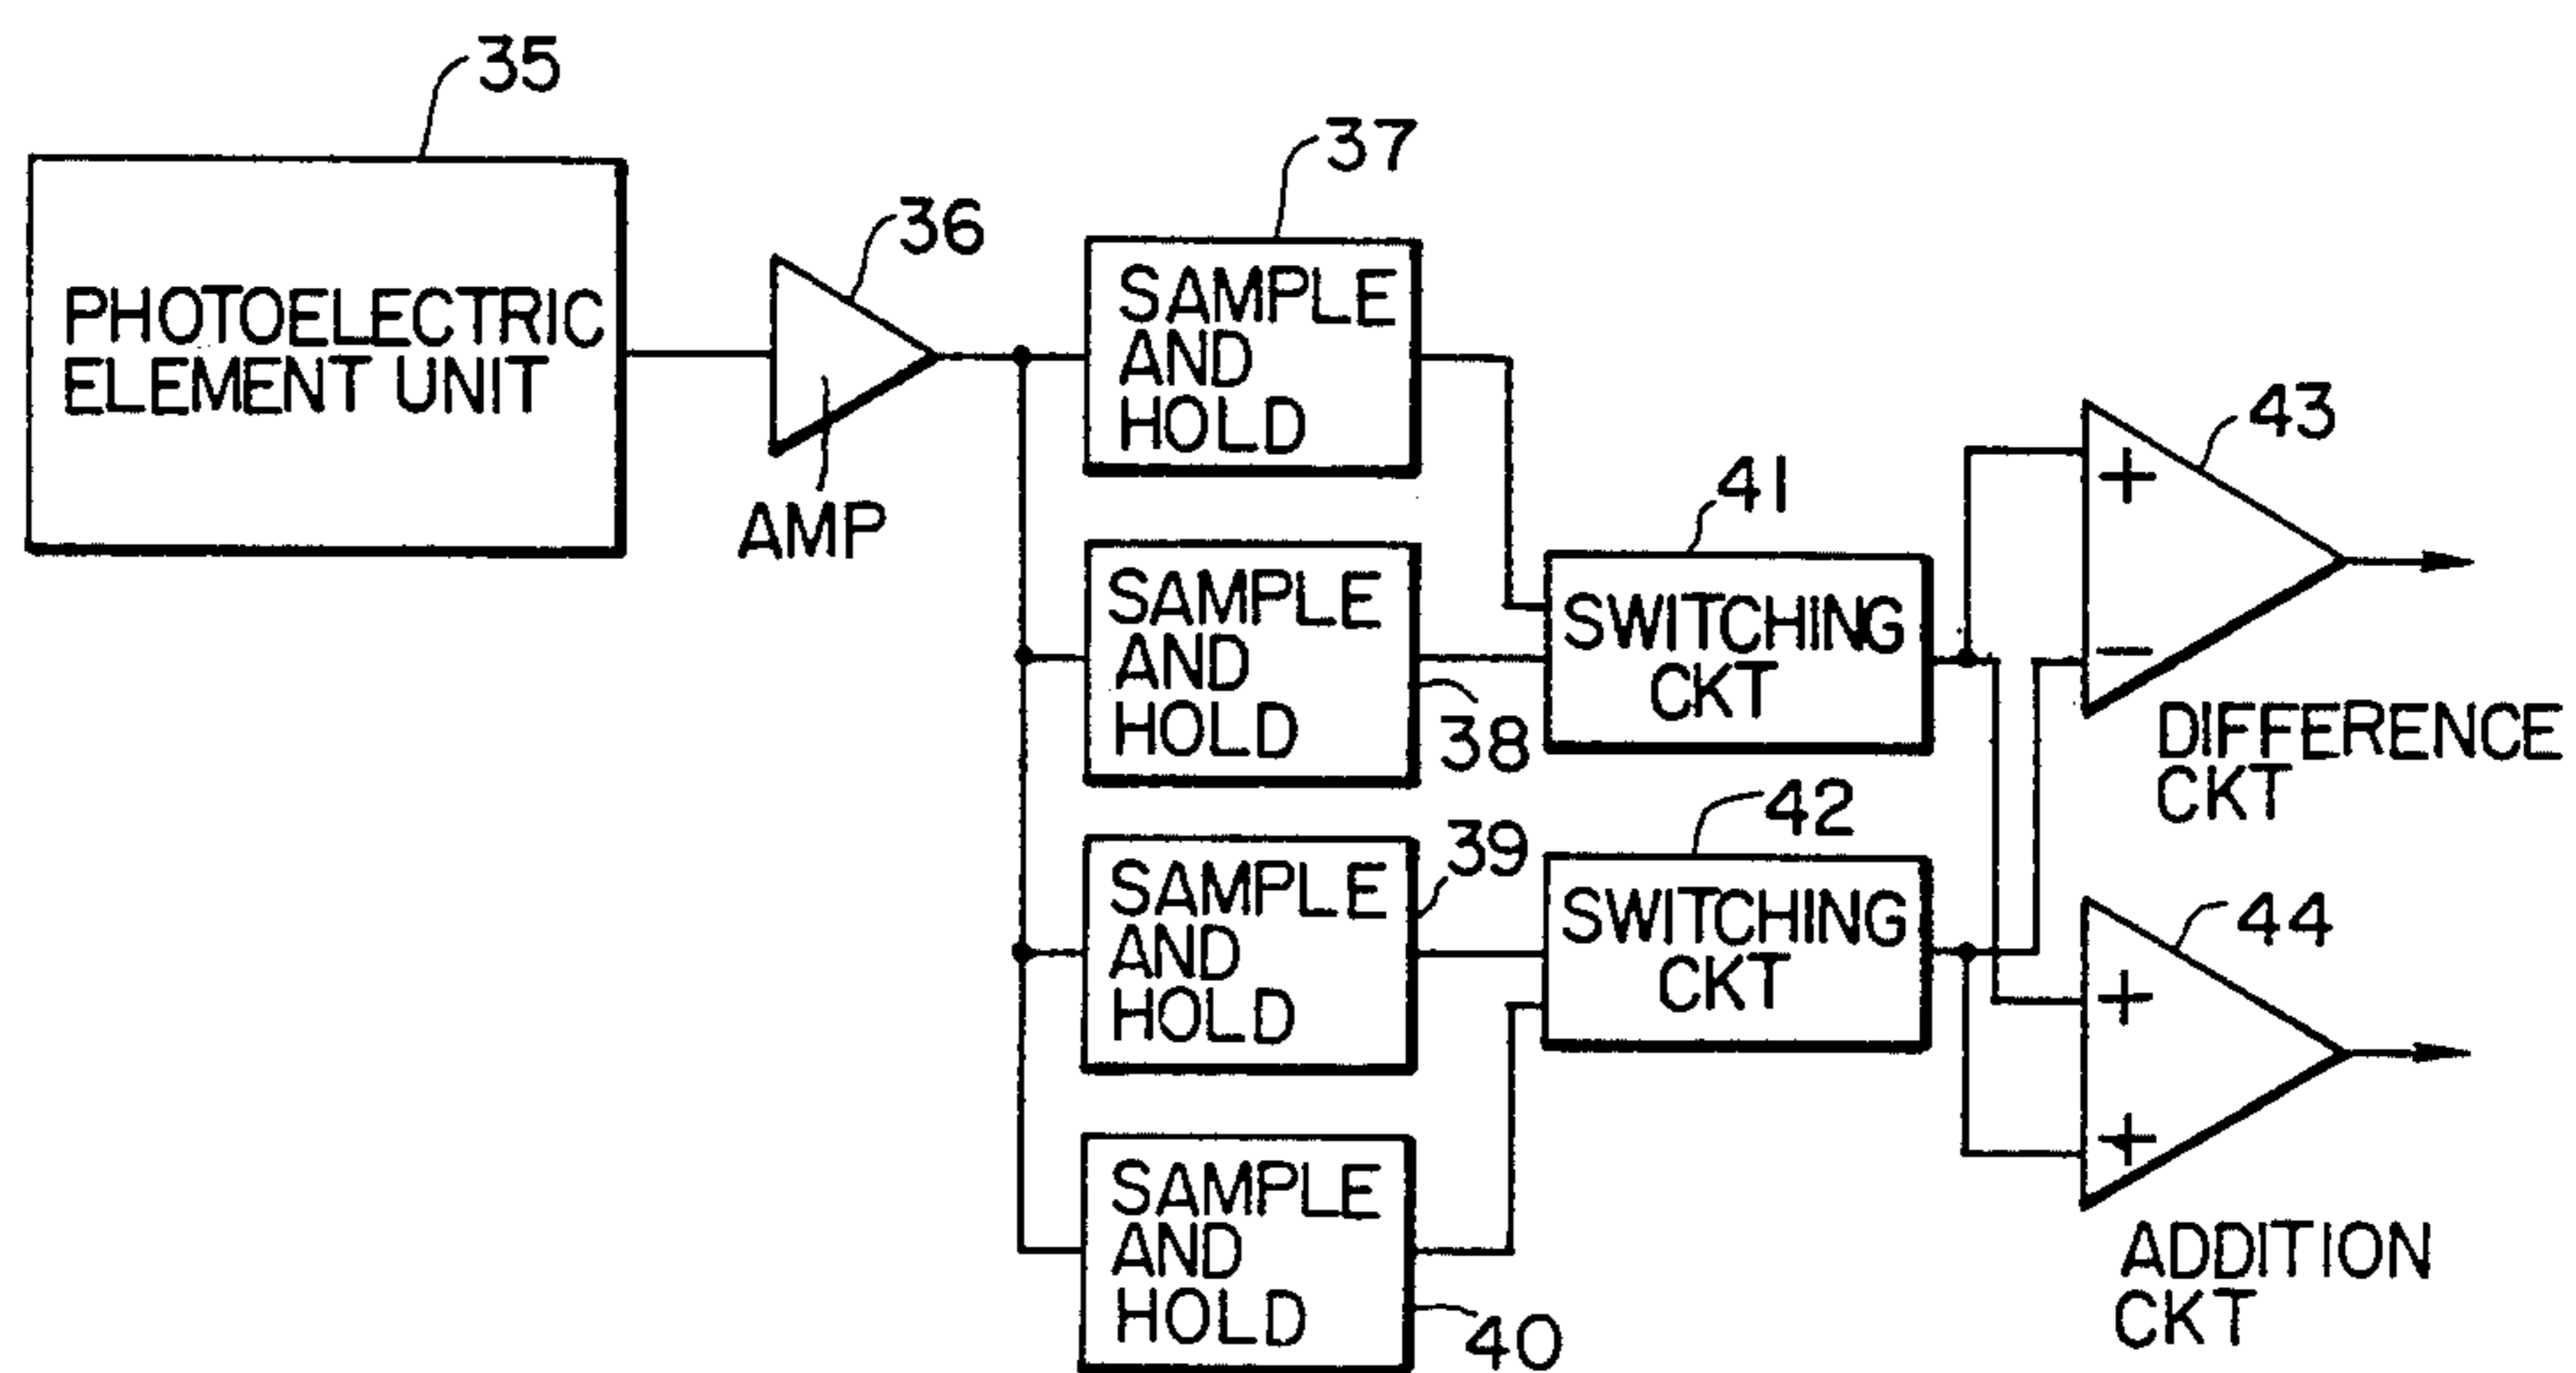 35
PHOTOELECTRIC
ELEMENT UNIT
36
AMP
37
SAMPLE
AND
HOLD
SAMPLE
AND
HOLD
38
39
SAMPLE
AND
HOLD
SAMPLE
AND
HOLD
40
41
SWITCHING
CKT
42
SWITCHING
CKT
43
+
−
DIFFERENCE
CKT
44
+
+
ADDITION
CKT